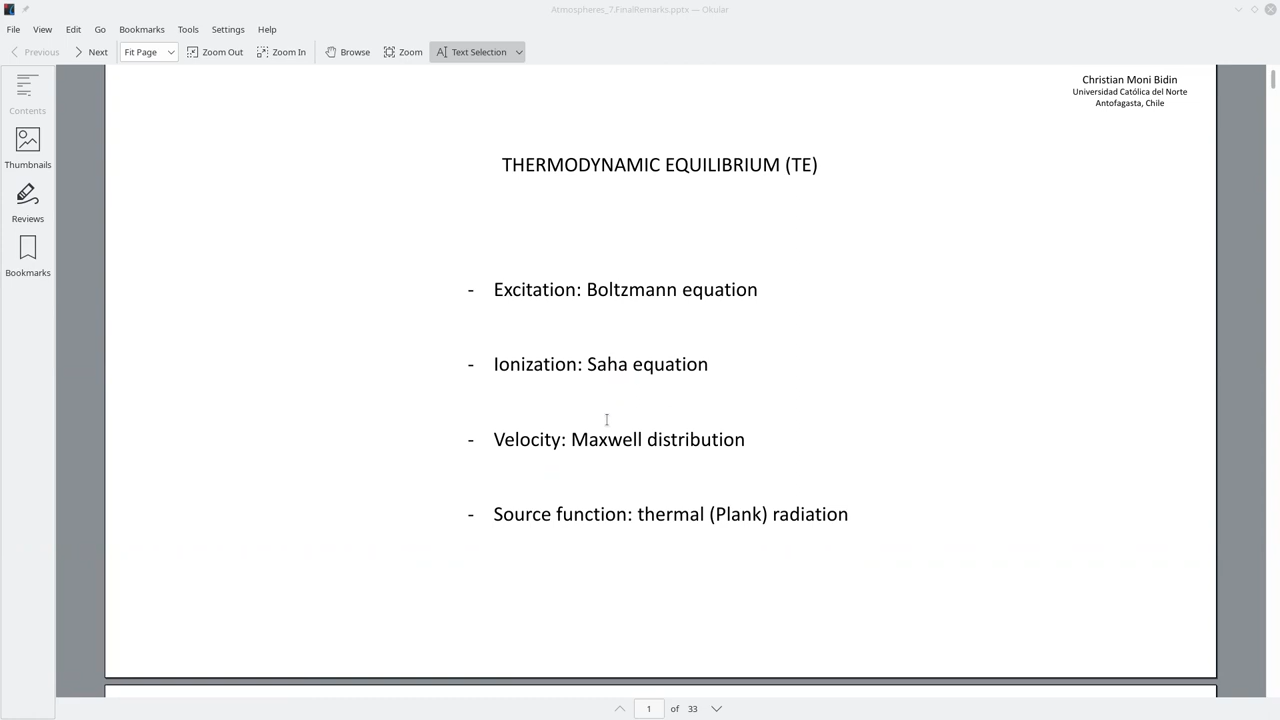 Atmospheres_7.FinalRemarks.pptx — Okular
File View Edit Go Bookmarks Tools Settings Help
Previous Next Fit Page Zoom Out Zoom In Browse Zoom Text Selection
Contents
Thumbnails
Reviews
Bookmarks
Christian Moni Bidin
Universidad Católica del Norte
Antofagasta, Chile
THERMODYNAMIC EQUILIBRIUM (TE)
- Excitation: Boltzmann equation
- Ionization: Saha equation
- Velocity: Maxwell distribution
- Source function: thermal (Plank) radiation
1 of 33